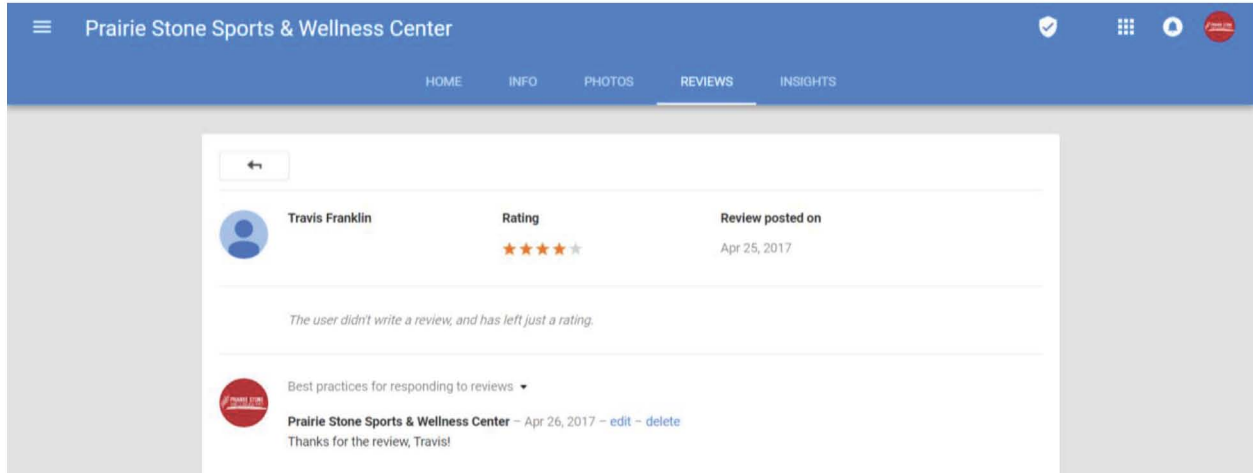 Prairie Stone Sports & Wellness Center
HOME INFO PHOTOS REVIEWS INSIGHTS
Travis Franklin Rating Review posted on
Apr 25, 2017
The user didn't write a review, and has left just a rating.
Best practices for responding to reviews
PRAIRIE STONE
Prairie Stone Sports & Wellness Center – Apr 26, 2017 – edit – delete
Thanks for the review, Travis!